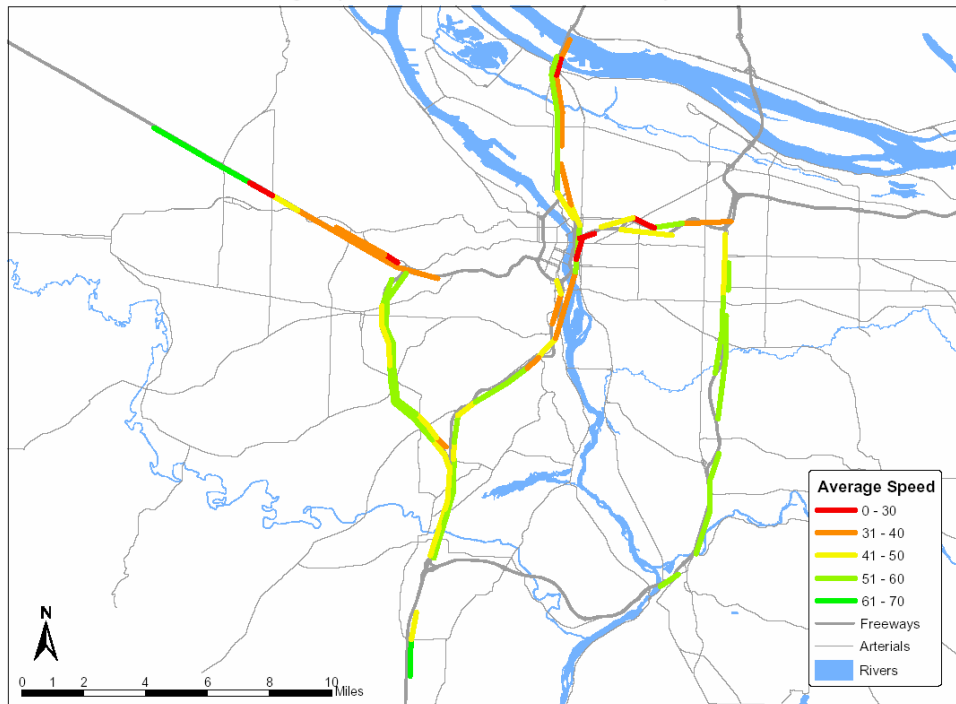 Average Speed
0 - 30
31 - 40
41 - 50
51 - 60
61 - 70
Freeways
Arterials
Rivers
N
0 1 2 4 6 8 10
Miles